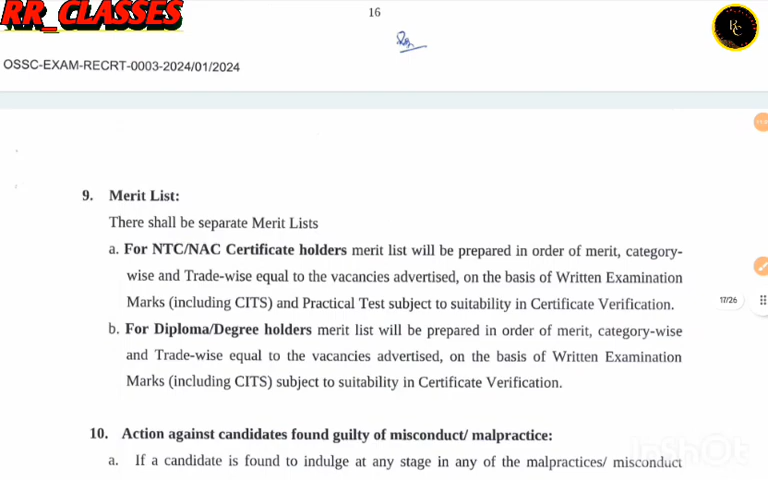 RR_CLASSES
16
RC
OSSC-EXAM-RECRT-0003-2024/01/2024
9. Merit List:
There shall be separate Merit Lists
a. For NTC/NAC Certificate holders merit list will be prepared in order of merit, category-
wise and Trade-wise equal to the vacancies advertised, on the basis of Written Examination
Marks (including CITS) and Practical Test subject to suitability in Certificate Verification.
17/26
b. For Diploma/Degree holders merit list will be prepared in order of merit, category-wise
and Trade-wise equal to the vacancies advertised, on the basis of Written Examination
Marks (including CITS) subject to suitability in Certificate Verification.
10. Action against candidates found guilty of misconduct/ malpractice:
InShOt
a. If a candidate is found to indulge at any stage in any of the malpractices/ misconduct